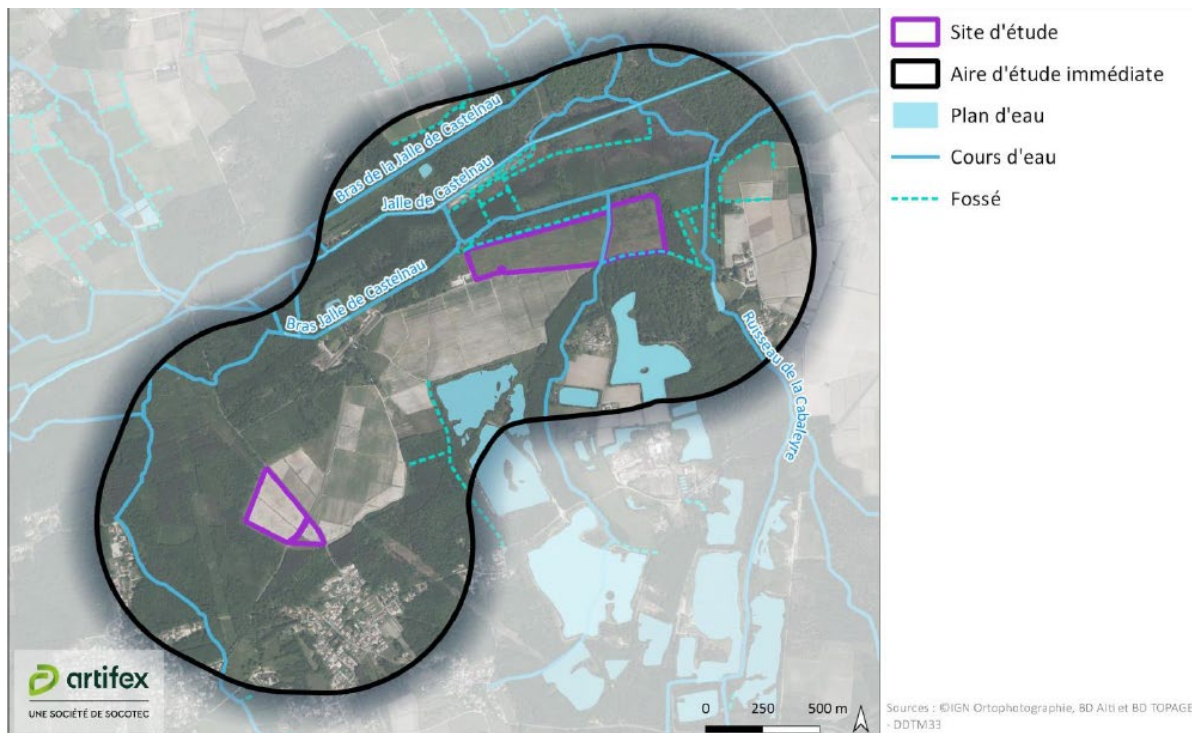 Site d'étude
Aire d'étude immédiate
Plan d'eau
Cours d'eau
Fossé
Bras de la Jalle de Castelnau
Jalle de Castelnau
Bras Jalle de Castelnau
Ruisseau de la Cabaleyre
artifex
UNE SOCIÉTÉ DE SOCOTEC
0 250 500 m
Sources : ©IGN Ortophotographie, BD Alti et BD TOPAGE
- DDTM33